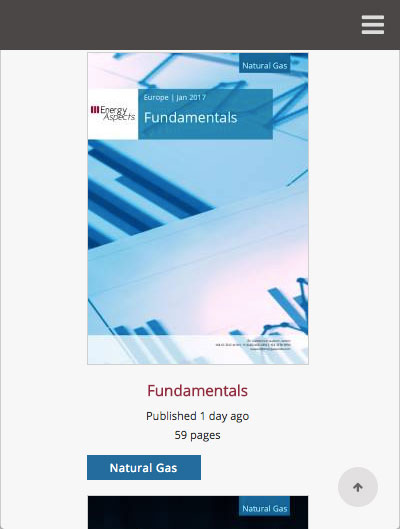 Natural Gas
Europe | Jan 2017
Energy
Aspects
Fundamentals
Fundamentals
Published 1 day ago
59 pages
Natural Gas
Natural Gas